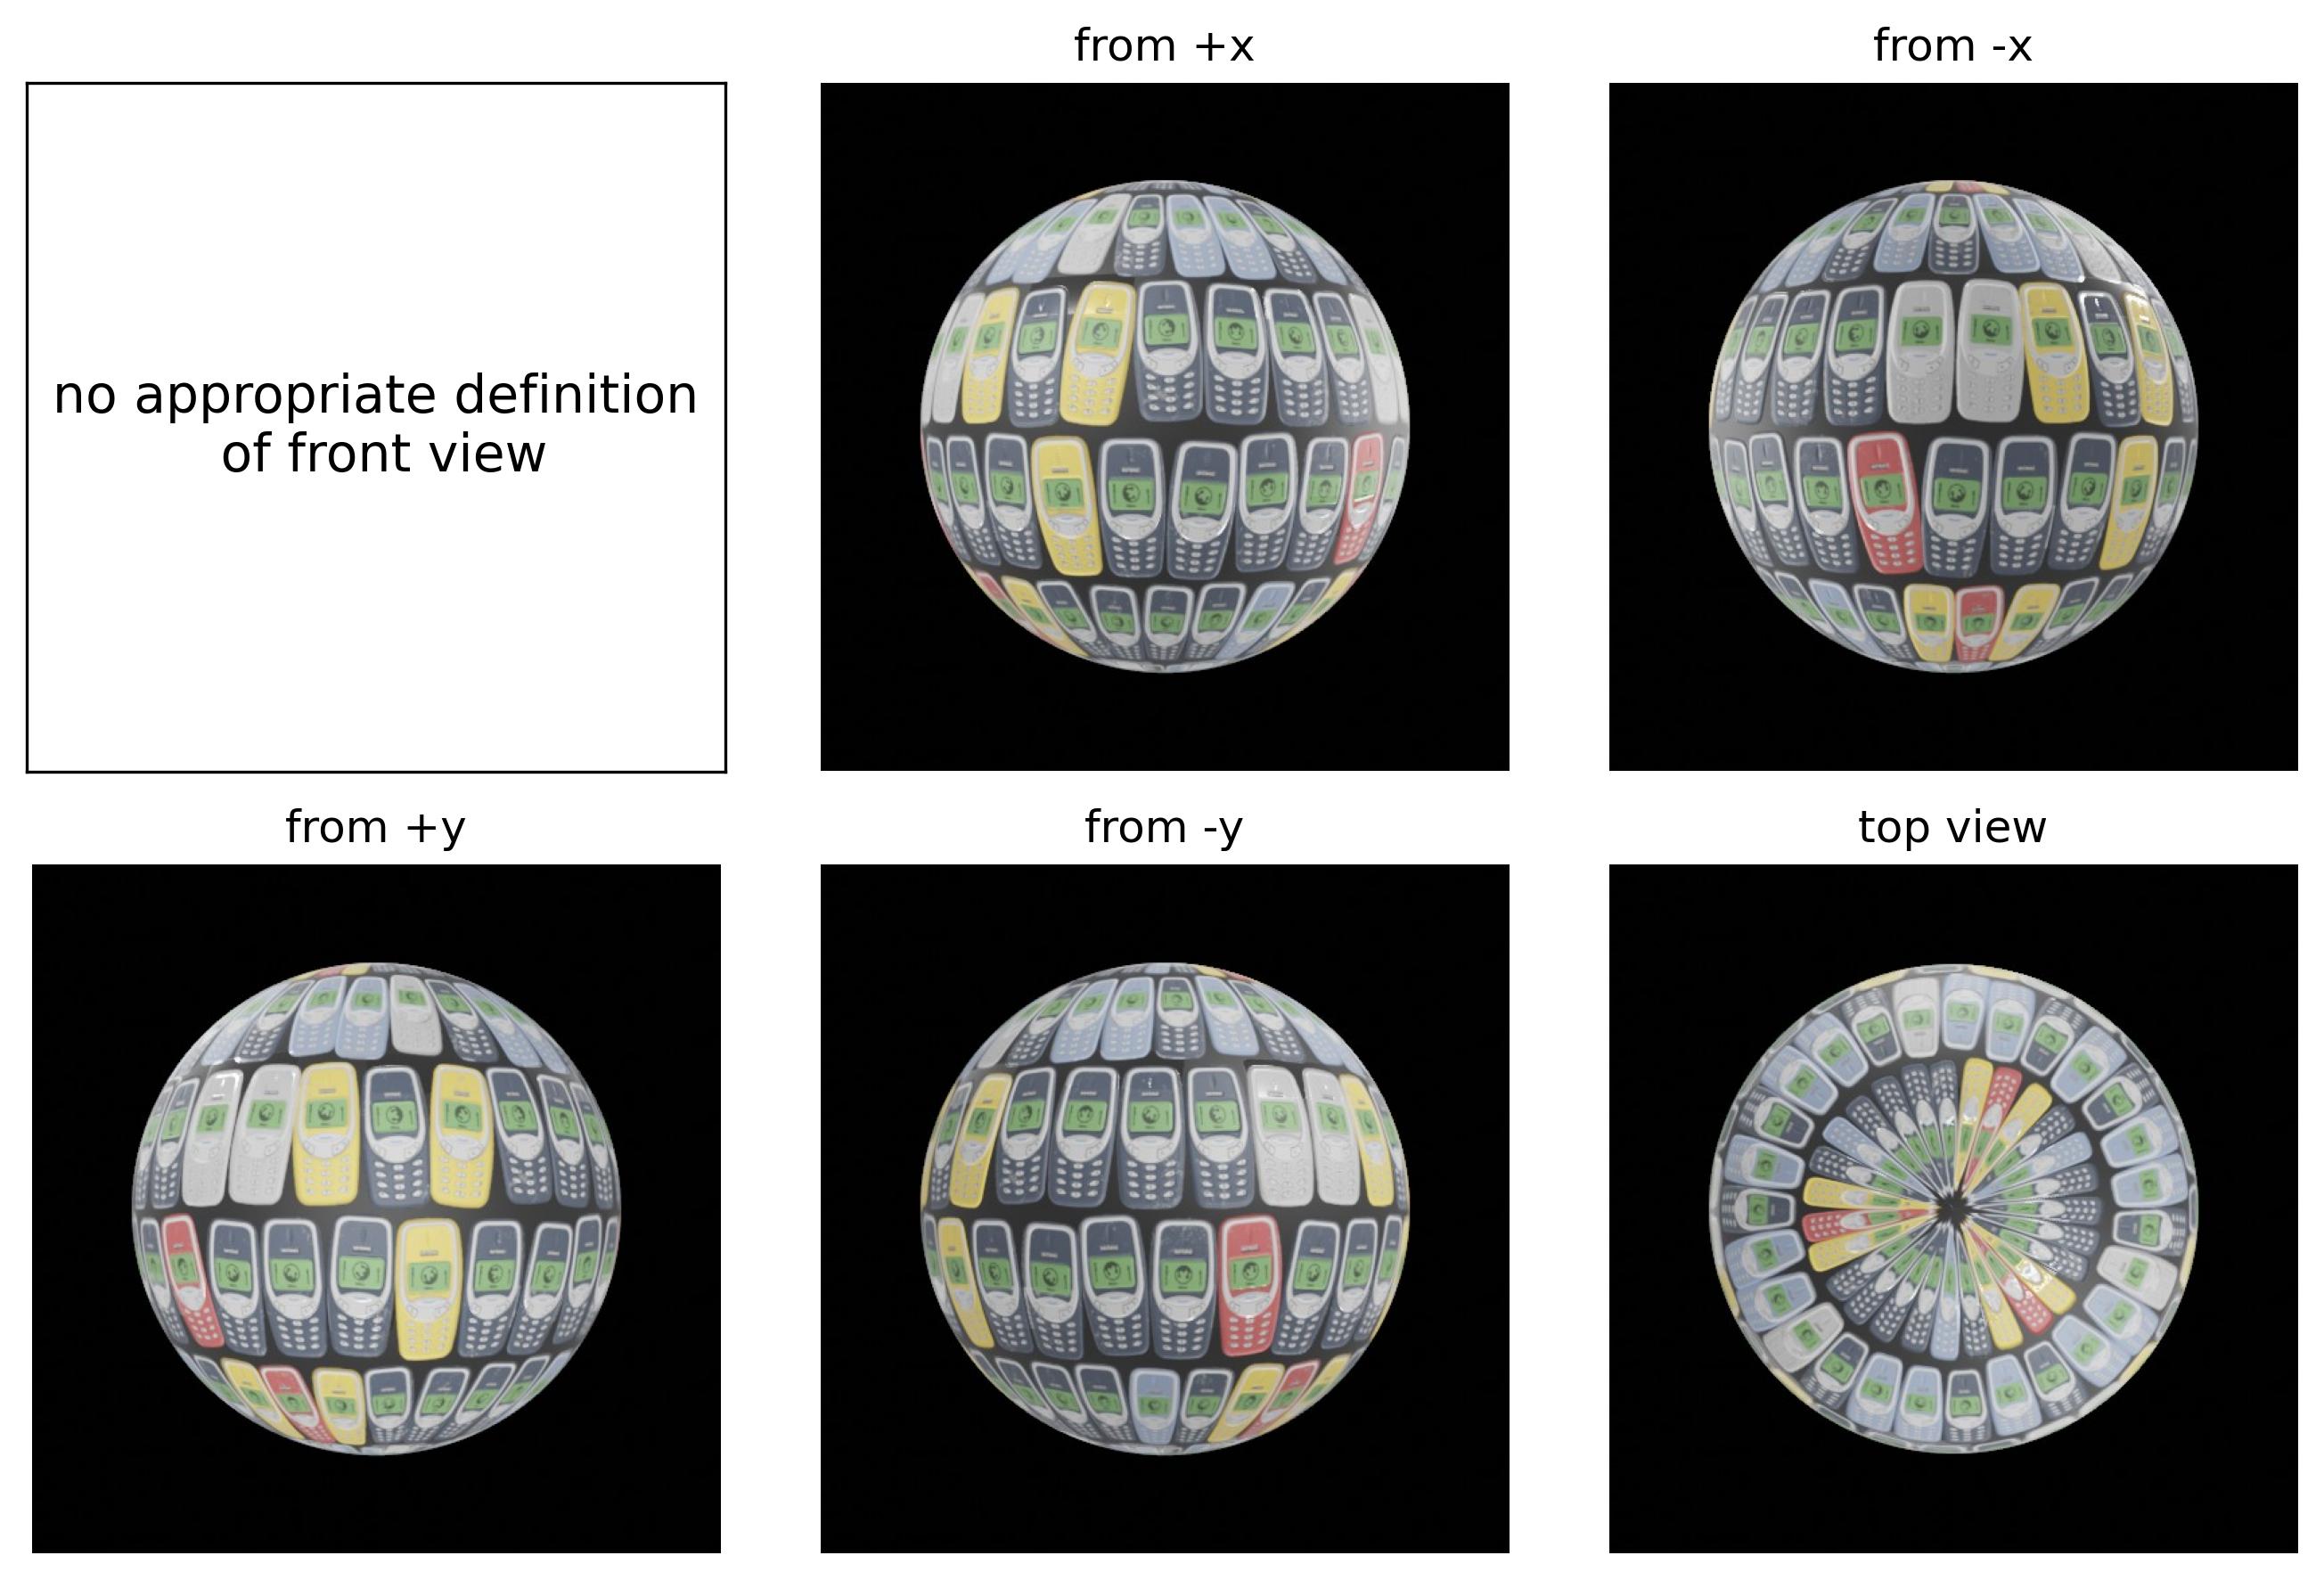 from +x
from -x
no appropriate definition
of front view
from +y
from -y
top view